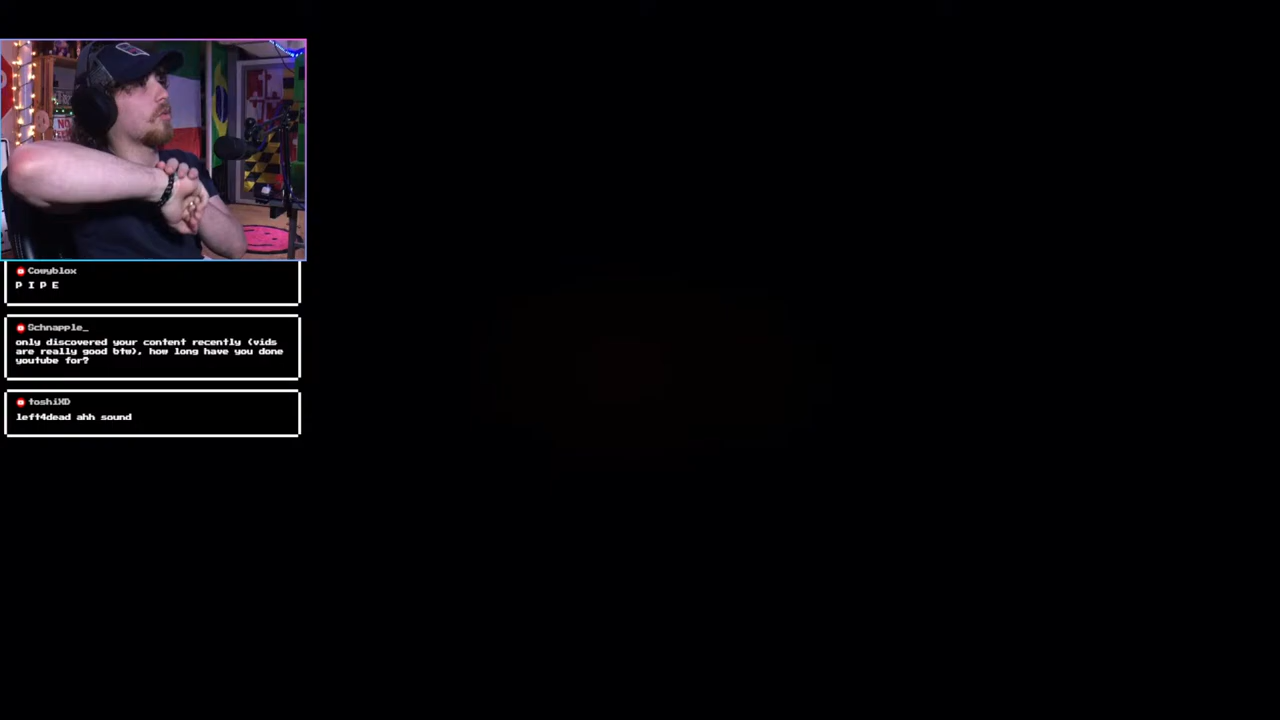 NO
Cowyblox
P I P E
Schnapple_
only discovered your content recently (vids
are really good btw), how long have you done
youtube for?
toshiXD
left4dead ahh sound